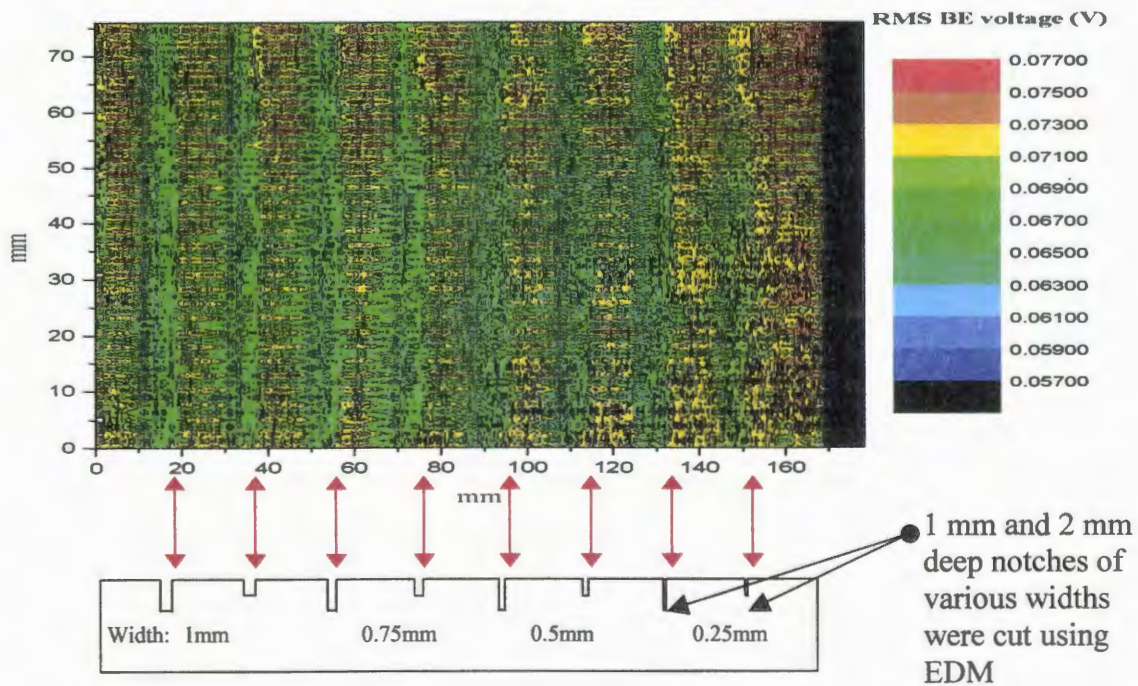 RMS BE voltage (V)
70
60
50
40
30
20
10
0
mm
0 20 40 60 80 100 120 140 160
mm
0.07700
0.07500
0.07300
0.07100
0.06900
0.06700
0.06500
0.06300
0.06100
0.05900
0.05700
Width: 1mm 0.75mm 0.5mm 0.25mm
1 mm and 2 mm
deep notches of
various widths
were cut using
EDM